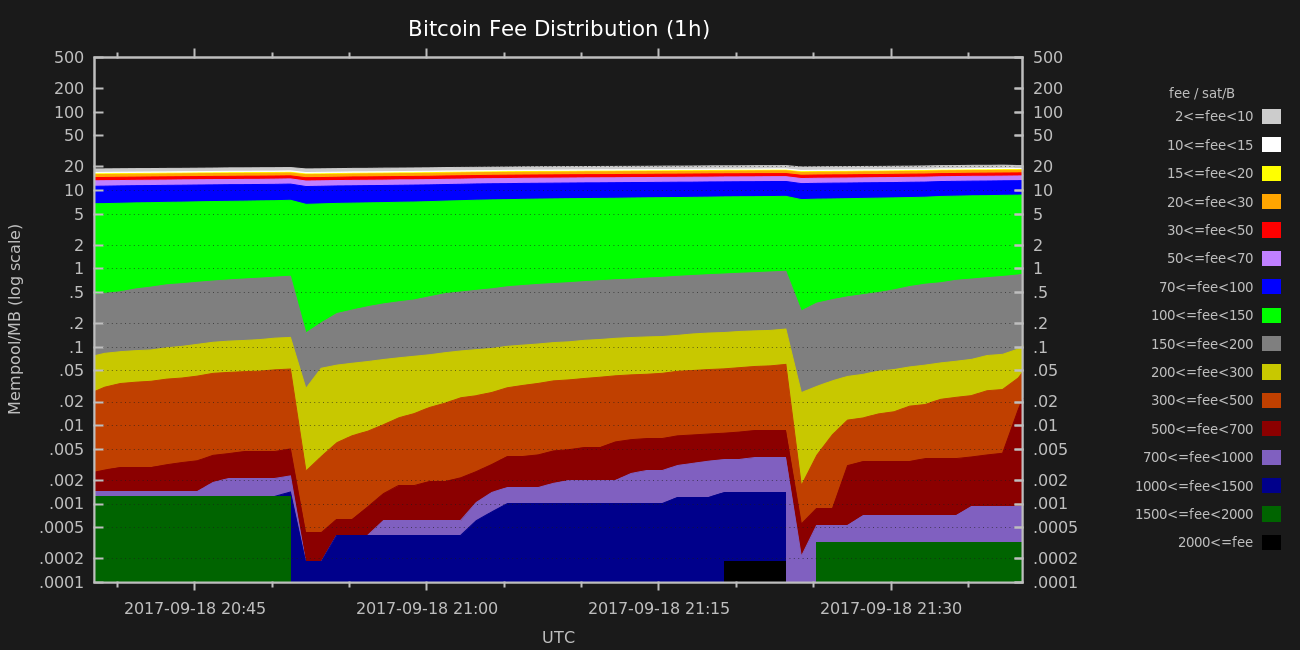 Bitcoin Fee Distribution (1h)
500
200
100
50
20
10
5
2
1
.5
.2
.1
.05
.02
.01
.005
.002
.001
.0005
.0002
.0001
Mempool/MB (log scale)
500
200
100
50
20
10
5
2
1
.5
.2
.1
.05
.02
.01
.005
.002
.001
.0005
.0002
.0001
2017-09-18 20:45
2017-09-18 21:00
2017-09-18 21:15
2017-09-18 21:30
UTC
fee / sat/B
2<=fee<10
10<=fee<15
15<=fee<20
20<=fee<30
30<=fee<50
50<=fee<70
70<=fee<100
100<=fee<150
150<=fee<200
200<=fee<300
300<=fee<500
500<=fee<700
700<=fee<1000
1000<=fee<1500
1500<=fee<2000
2000<=fee